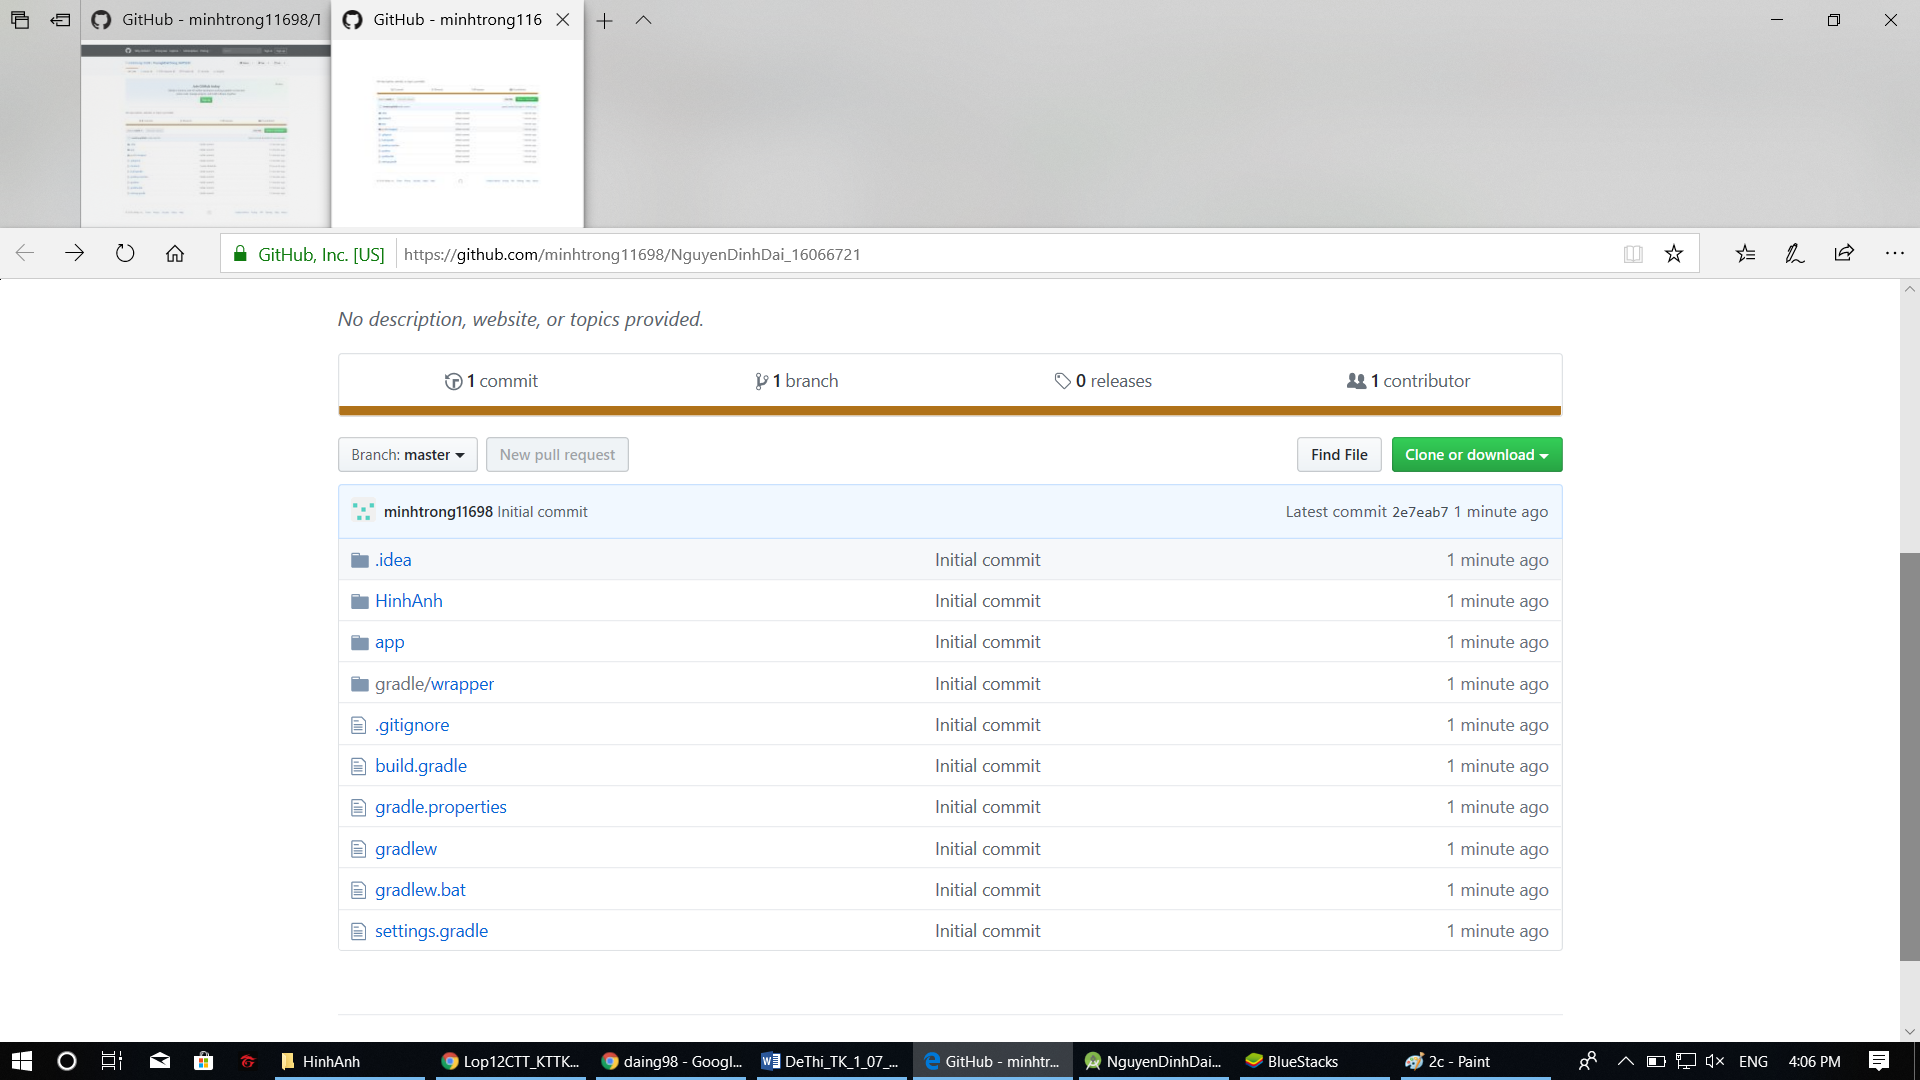 GitHub - minhtrong11698/T
GitHub - minhtrong116
GitHub, Inc. [US]
https://github.com/minhtrong11698/NguyenDinhDai_16066721
No description, website, or topics provided.
1 commit
1 branch
0 releases
1 contributor
Branch: master
New pull request
Find File
Clone or download
minhtrong11698 Initial commit
Latest commit 2e7eab7 1 minute ago
.idea Initial commit 1 minute ago
HinhAnh Initial commit 1 minute ago
app Initial commit 1 minute ago
gradle/wrapper Initial commit 1 minute ago
.gitignore Initial commit 1 minute ago
build.gradle Initial commit 1 minute ago
gradle.properties Initial commit 1 minute ago
gradlew Initial commit 1 minute ago
gradlew.bat Initial commit 1 minute ago
settings.gradle Initial commit 1 minute ago
HinhAnh
Lop12CTT_KTTK...
daing98 - Googl...
DeThi_TK_1_07_...
GitHub - minhtr...
NguyenDinhDai...
BlueStacks
2c - Paint
ENG
4:06 PM